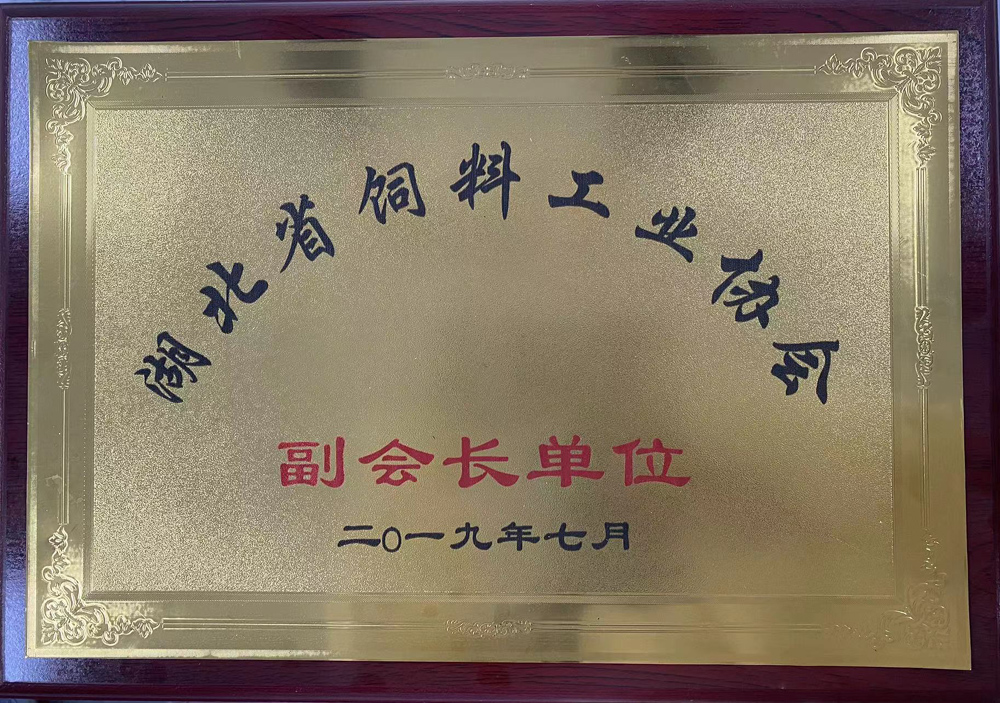 湖北省饲料工业协会
副会长单位
二〇一九年七月